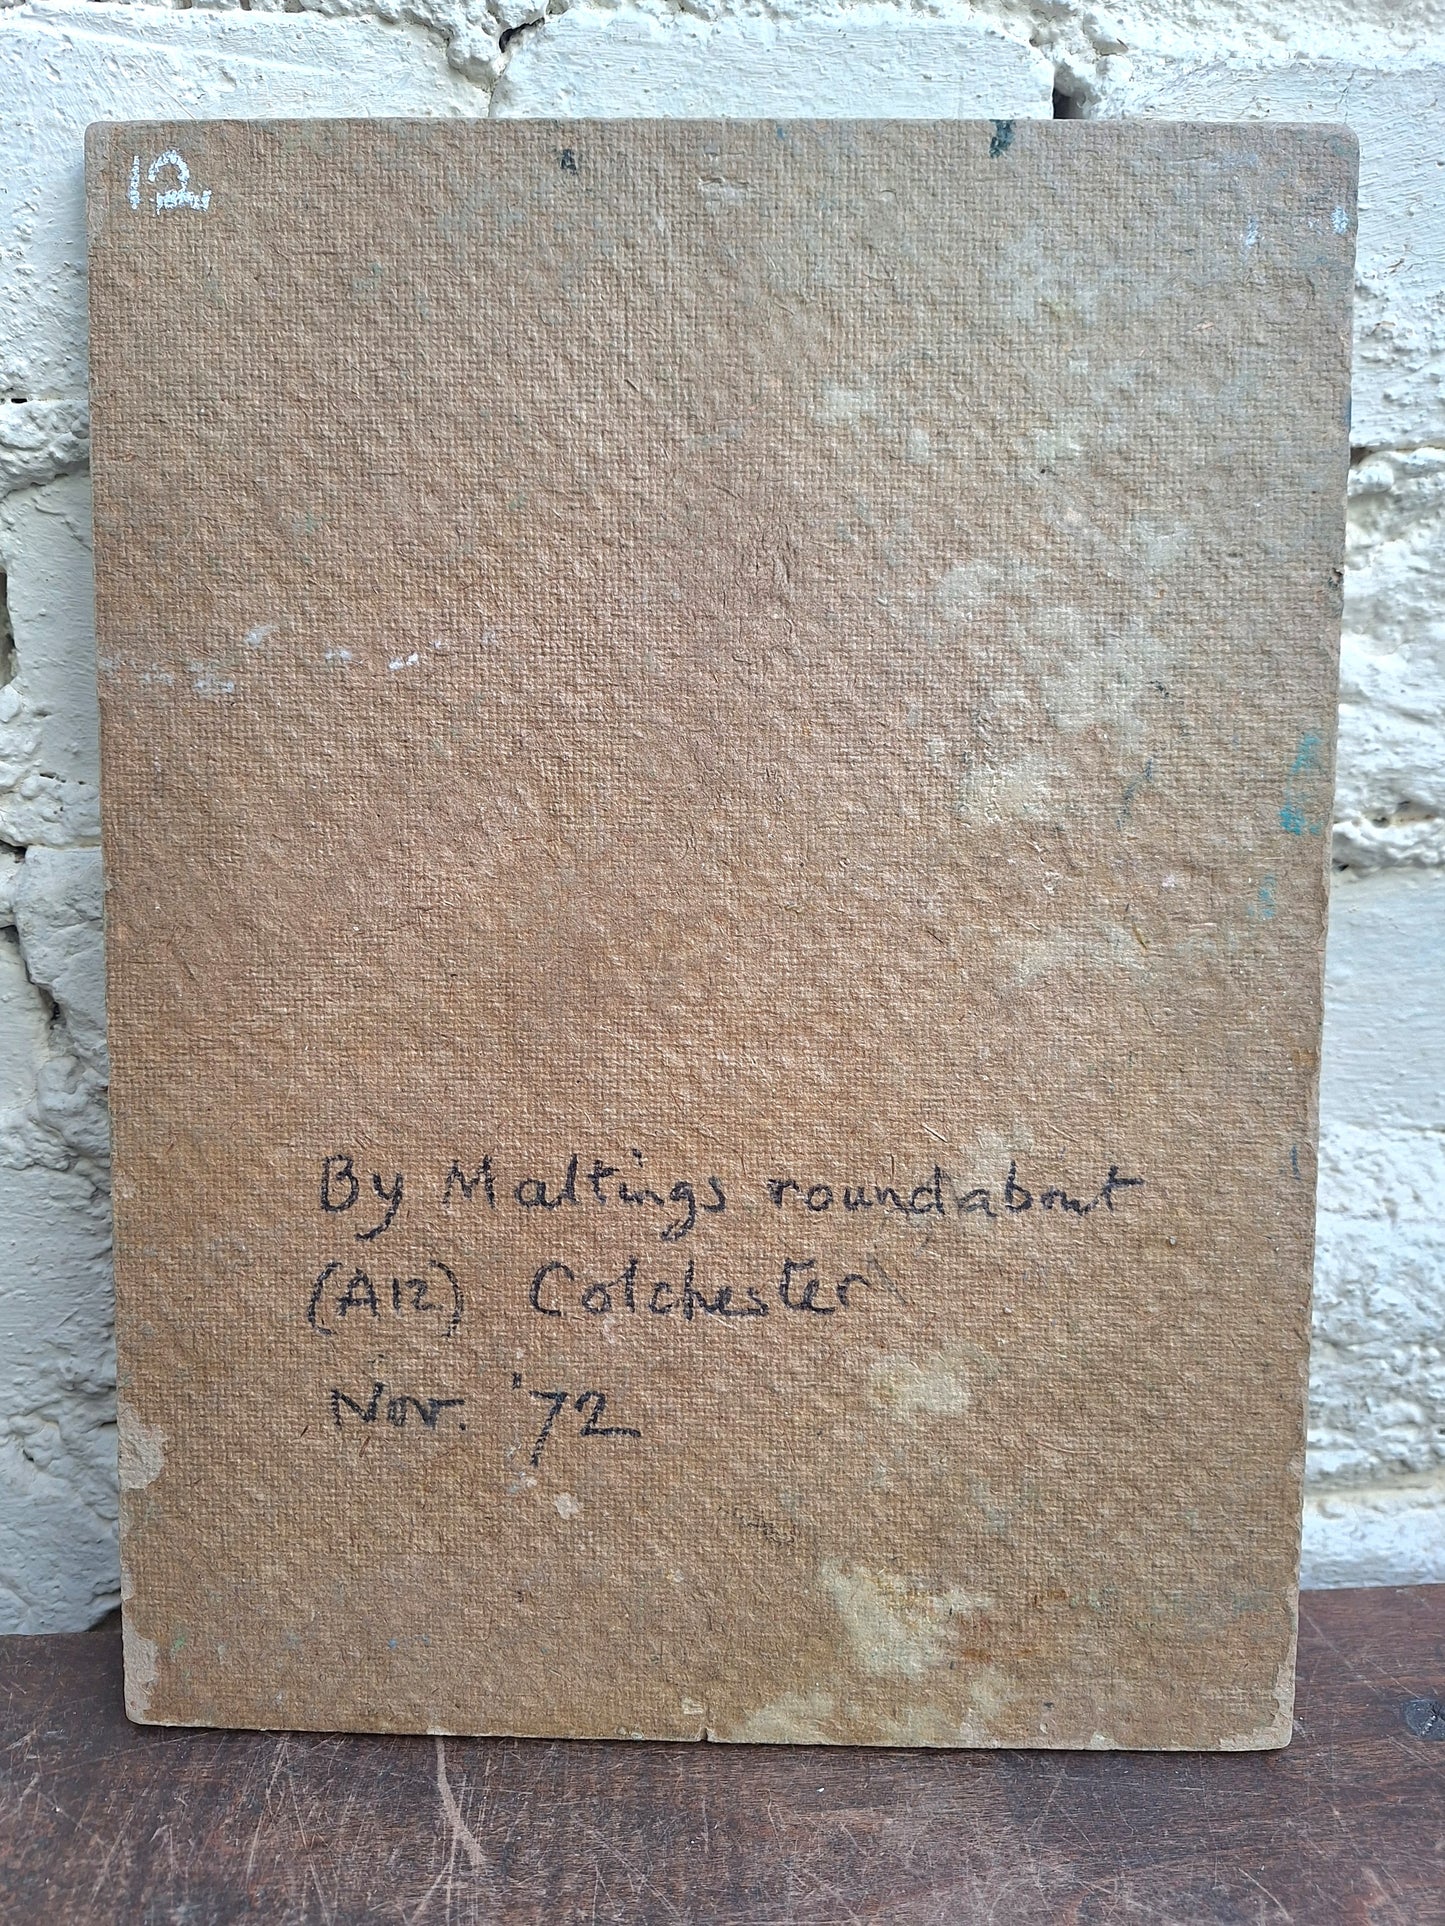 12
By Maltings roundabout
(A12) Colchester
Nov. '72